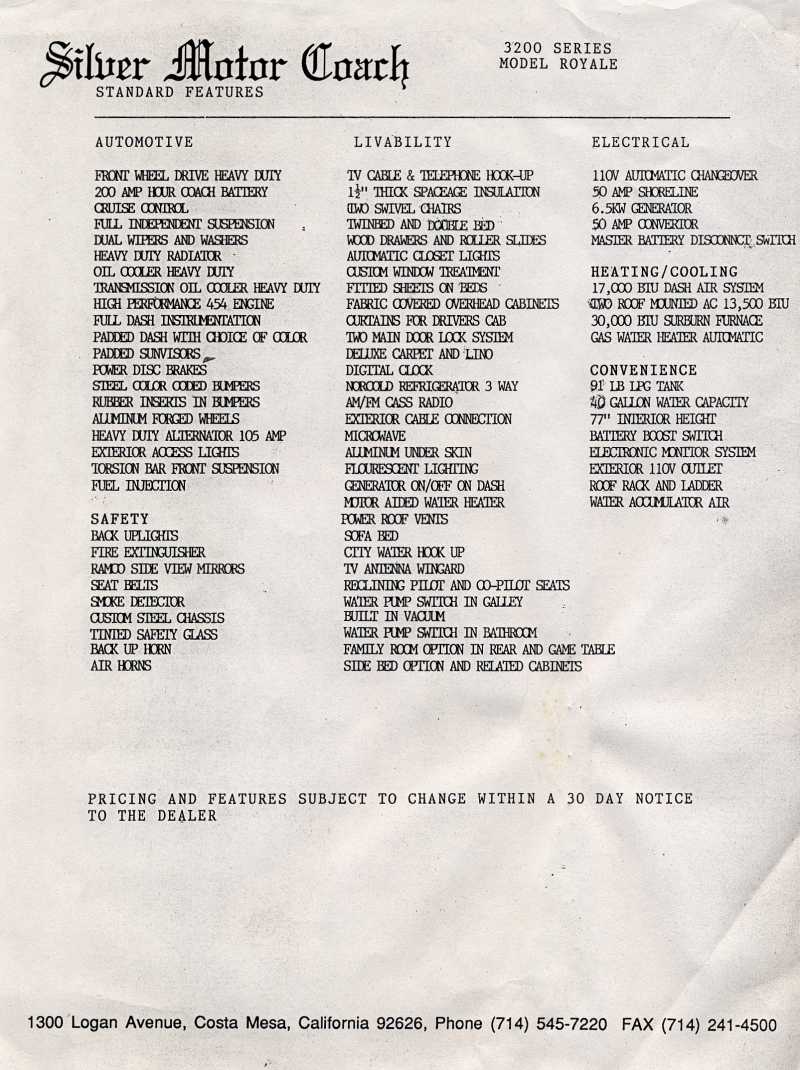 Silver Motor Coach
STANDARD FEATURES
3200 SERIES
MODEL ROYALE
AUTOMOTIVE
FRONT WHEEL DRIVE HEAVY DUTY
200 AMP HOUR COACH BATTERY
CRUISE CONTROL
FULL INDEPENDENT SUSPENSION
DUAL WIPERS AND WASHERS
HEAVY DUTY RADIATOR
OIL COOLER HEAVY DUTY
TRANSMISSION OIL COOLER HEAVY DUTY
HIGH PERFORMANCE 454 ENGINE
FULL DASH INSTRUMENTATION
PADDED DASH WITH CHOICE OF COLOR
PADDED SUNVISORS
POWER DISC BRAKES
STEEL COLOR CODED BUMPERS
RUBBER INSERTS IN BUMPERS
ALUMINUM FORGED WHEELS
HEAVY DUTY ALTERNATOR 105 AMP
EXTERIOR ACCESS LIGHTS
TORSION BAR FRONT SUSPENSION
FUEL INJECTION
SAFETY
BACK UPLIGHTS
FIRE EXTINGUISHER
RAMCO SIDE VIEW MIRRORS
SEAT BELTS
SMOKE DETECTOR
CUSTOM STEEL CHASSIS
TINTED SAFETY GLASS
BACK UP HORN
AIR HORNS
LIVABILITY
TV CABLE & TELEPHONE HOOK-UP
1½" THICK SPACEAGE INSULATION
TWO SWIVEL CHAIRS
TWINBED AND DOUBLE BED
WOOD DRAWERS AND ROLLER SLIDES
AUTOMATIC CLOSET LIGHTS
CUSTOM WINDOW TREATMENT
FITTED SHEETS ON BEDS
FABRIC COVERED OVERHEAD CABINETS
CURTAINS FOR DRIVERS CAB
TWO MAIN DOOR LOCK SYSTEM
DELUXE CARPET AND LINO
DIGITAL CLOCK
NORCOLD REFRIGERATOR 3 WAY
AM/FM CASS RADIO
EXTERIOR CABLE CONNECTION
MICROWAVE
ALUMINUM UNDER SKIN
FLOURESCENT LIGHTING
GENERATOR ON/OFF ON DASH
MOTOR AIDED WATER HEATER
POWER ROOF VENTS
SOFA BED
CITY WATER HOOK UP
TV ANTENNA WINGARD
RECLINING PILOT AND CO-PILOT SEATS
WATER PUMP SWITCH IN GALLEY
BUILT IN VACUUM
WATER PUMP SWITCH IN BATHROOM
FAMILY ROOM OPTION IN REAR AND GAME TABLE
SIDE BED OPTION AND RELATED CABINETS
ELECTRICAL
110V AUTOMATIC CHANGEOVER
50 AMP SHORELINE
6.5KW GENERATOR
50 AMP CONVERTOR
MASTER BATTERY DISCONNCT SWITCH
HEATING/COOLING
17,000 BTU DASH AIR SYSTEM
TWO ROOF MOUNTED AC 13,500 BTU
30,000 BTU SURBURN FURNACE
GAS WATER HEATER AUTOMATIC
CONVENIENCE
91 LB LPG TANK
40 GALLON WATER CAPACITY
77" INTERIOR HEIGHT
BATTERY BOOST SWITCH
ELECTRONIC MONITOR SYSTEM
EXTERIOR 110V OUTLET
ROOF RACK AND LADDER
WATER ACCUMULATOR AIR
PRICING AND FEATURES SUBJECT TO CHANGE WITHIN A 30 DAY NOTICE
TO THE DEALER
1300 Logan Avenue, Costa Mesa, California 92626, Phone (714) 545-7220 FAX (714) 241-4500